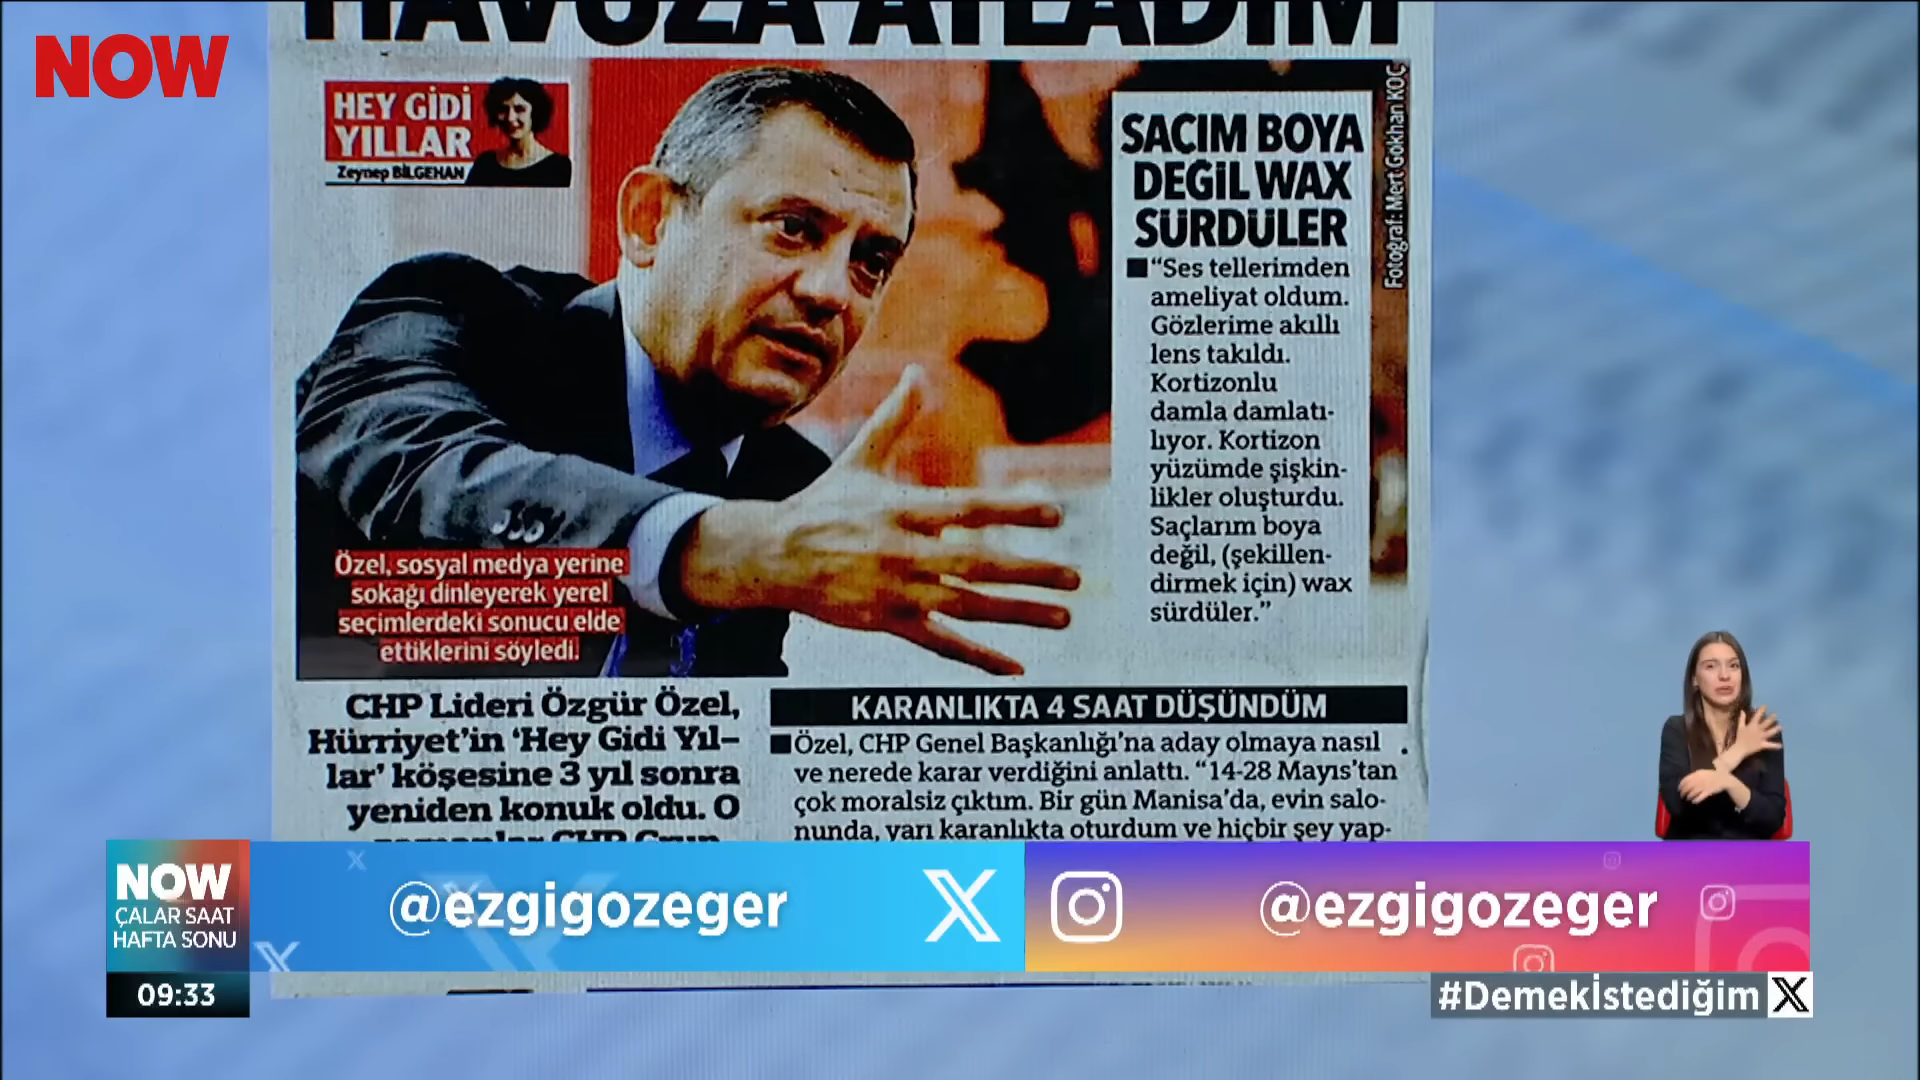 HAVUZA ATLADIM
NOW
HEY GİDİ
YILLAR
Zeynep BİLGEHAN
SAÇIM BOYA
DEĞİL WAX
SÜRDÜLER
Fotoğraf: Mert Gökhan KOÇ
"Ses tellerimden
ameliyat oldum.
Gözlerime akıllı
lens takıldı.
Kortizonlu
damla damlatı-
lıyor. Kortizon
yüzümde şişkin-
likler oluşturdu.
Saçlarım boya
değil, (şekillen-
dirmek için) wax
sürdüler."
Özel, sosyal medya yerine
sokağı dinleyerek yerel
seçimlerdeki sonucu elde
ettiklerini söyledi.
CHP Lideri Özgür Özel,
Hürriyet'in 'Hey Gidi Yıl-
lar' köşesine 3 yıl sonra
yeniden konuk oldu. O
KARANLIKTA 4 SAAT DÜŞÜNDÜM
Özel, CHP Genel Başkanlığı'na aday olmaya nasıl
ve nerede karar verdiğini anlattı. "14-28 Mayıs'tan
çok moralsiz çıktım. Bir gün Manisa'da, evin salo-
nunda, yarı karanlıkta oturdum ve hiçbir şey yap-
NOW
ÇALAR SAAT
HAFTA SONU
09:33
@ezgigozeger
@ezgigozeger
#Demekİstediğim